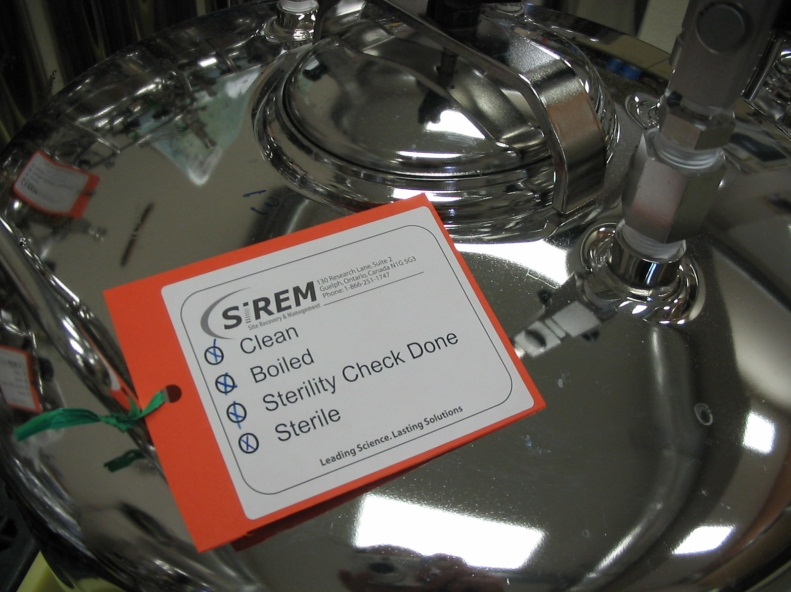 SiREM
Site Recovery & Management
130 Research Lane, Suite 2
Guelph, Ontario, Canada N1G 5G3
Phone: 1-866-251-1747
Clean
Boiled
Sterility Check Done
Sterile
Leading Science. Lasting Solutions